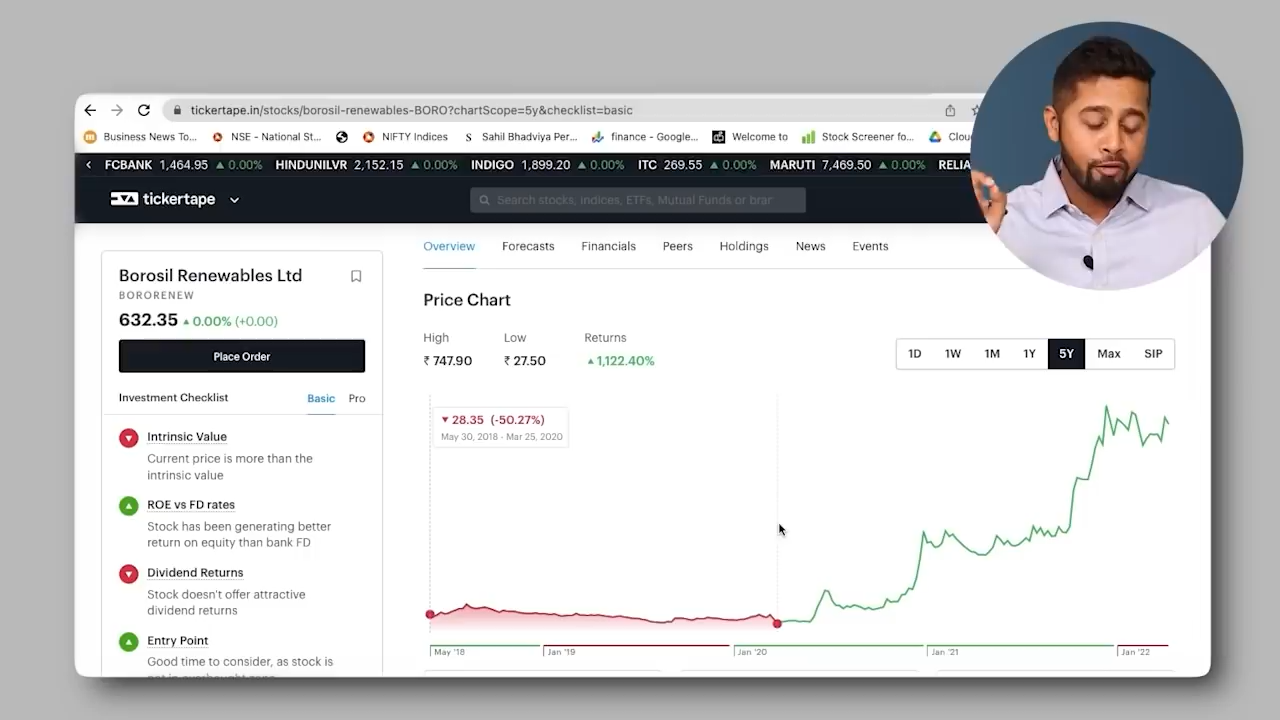 tickertape.in/stocks/borosil-renewables-BORO?chartScope=5y&checklist=basic
Business News To... NSE - National St... NIFTY Indices Sahil Bhadviya Per... finance - Google... Welcome to Stock Screener fo... Clou
FCBANK 1,464.95 ▲ 0.00% HINDUNILVR 2,152.15 ▲ 0.00% INDIGO 1,899.20 ▲ 0.00% ITC 269.55 ▲ 0.00% MARUTI 7,469.50 ▲ 0.00% RELIA
tickertape
Search stocks, indices, ETFs, Mutual Funds or brar
Overview Forecasts Financials Peers Holdings News Events
Borosil Renewables Ltd
BORORENEW
632.35 ▲ 0.00% (+0.00)
Place Order
Investment Checklist Basic Pro
Intrinsic Value
Current price is more than the
intrinsic value
ROE vs FD rates
Stock has been generating better
return on equity than bank FD
Dividend Returns
Stock doesn't offer attractive
dividend returns
Entry Point
Good time to consider, as stock is
Price Chart
High Low Returns
₹ 747.90 ₹ 27.50 ▲ 1,122.40%
1D 1W 1M 1Y 5Y Max SIP
▼ 28.35 (-50.27%)
May 30, 2018 - Mar 25, 2020
May '18 Jan '19 Jan '20 Jan '21 Jan '22